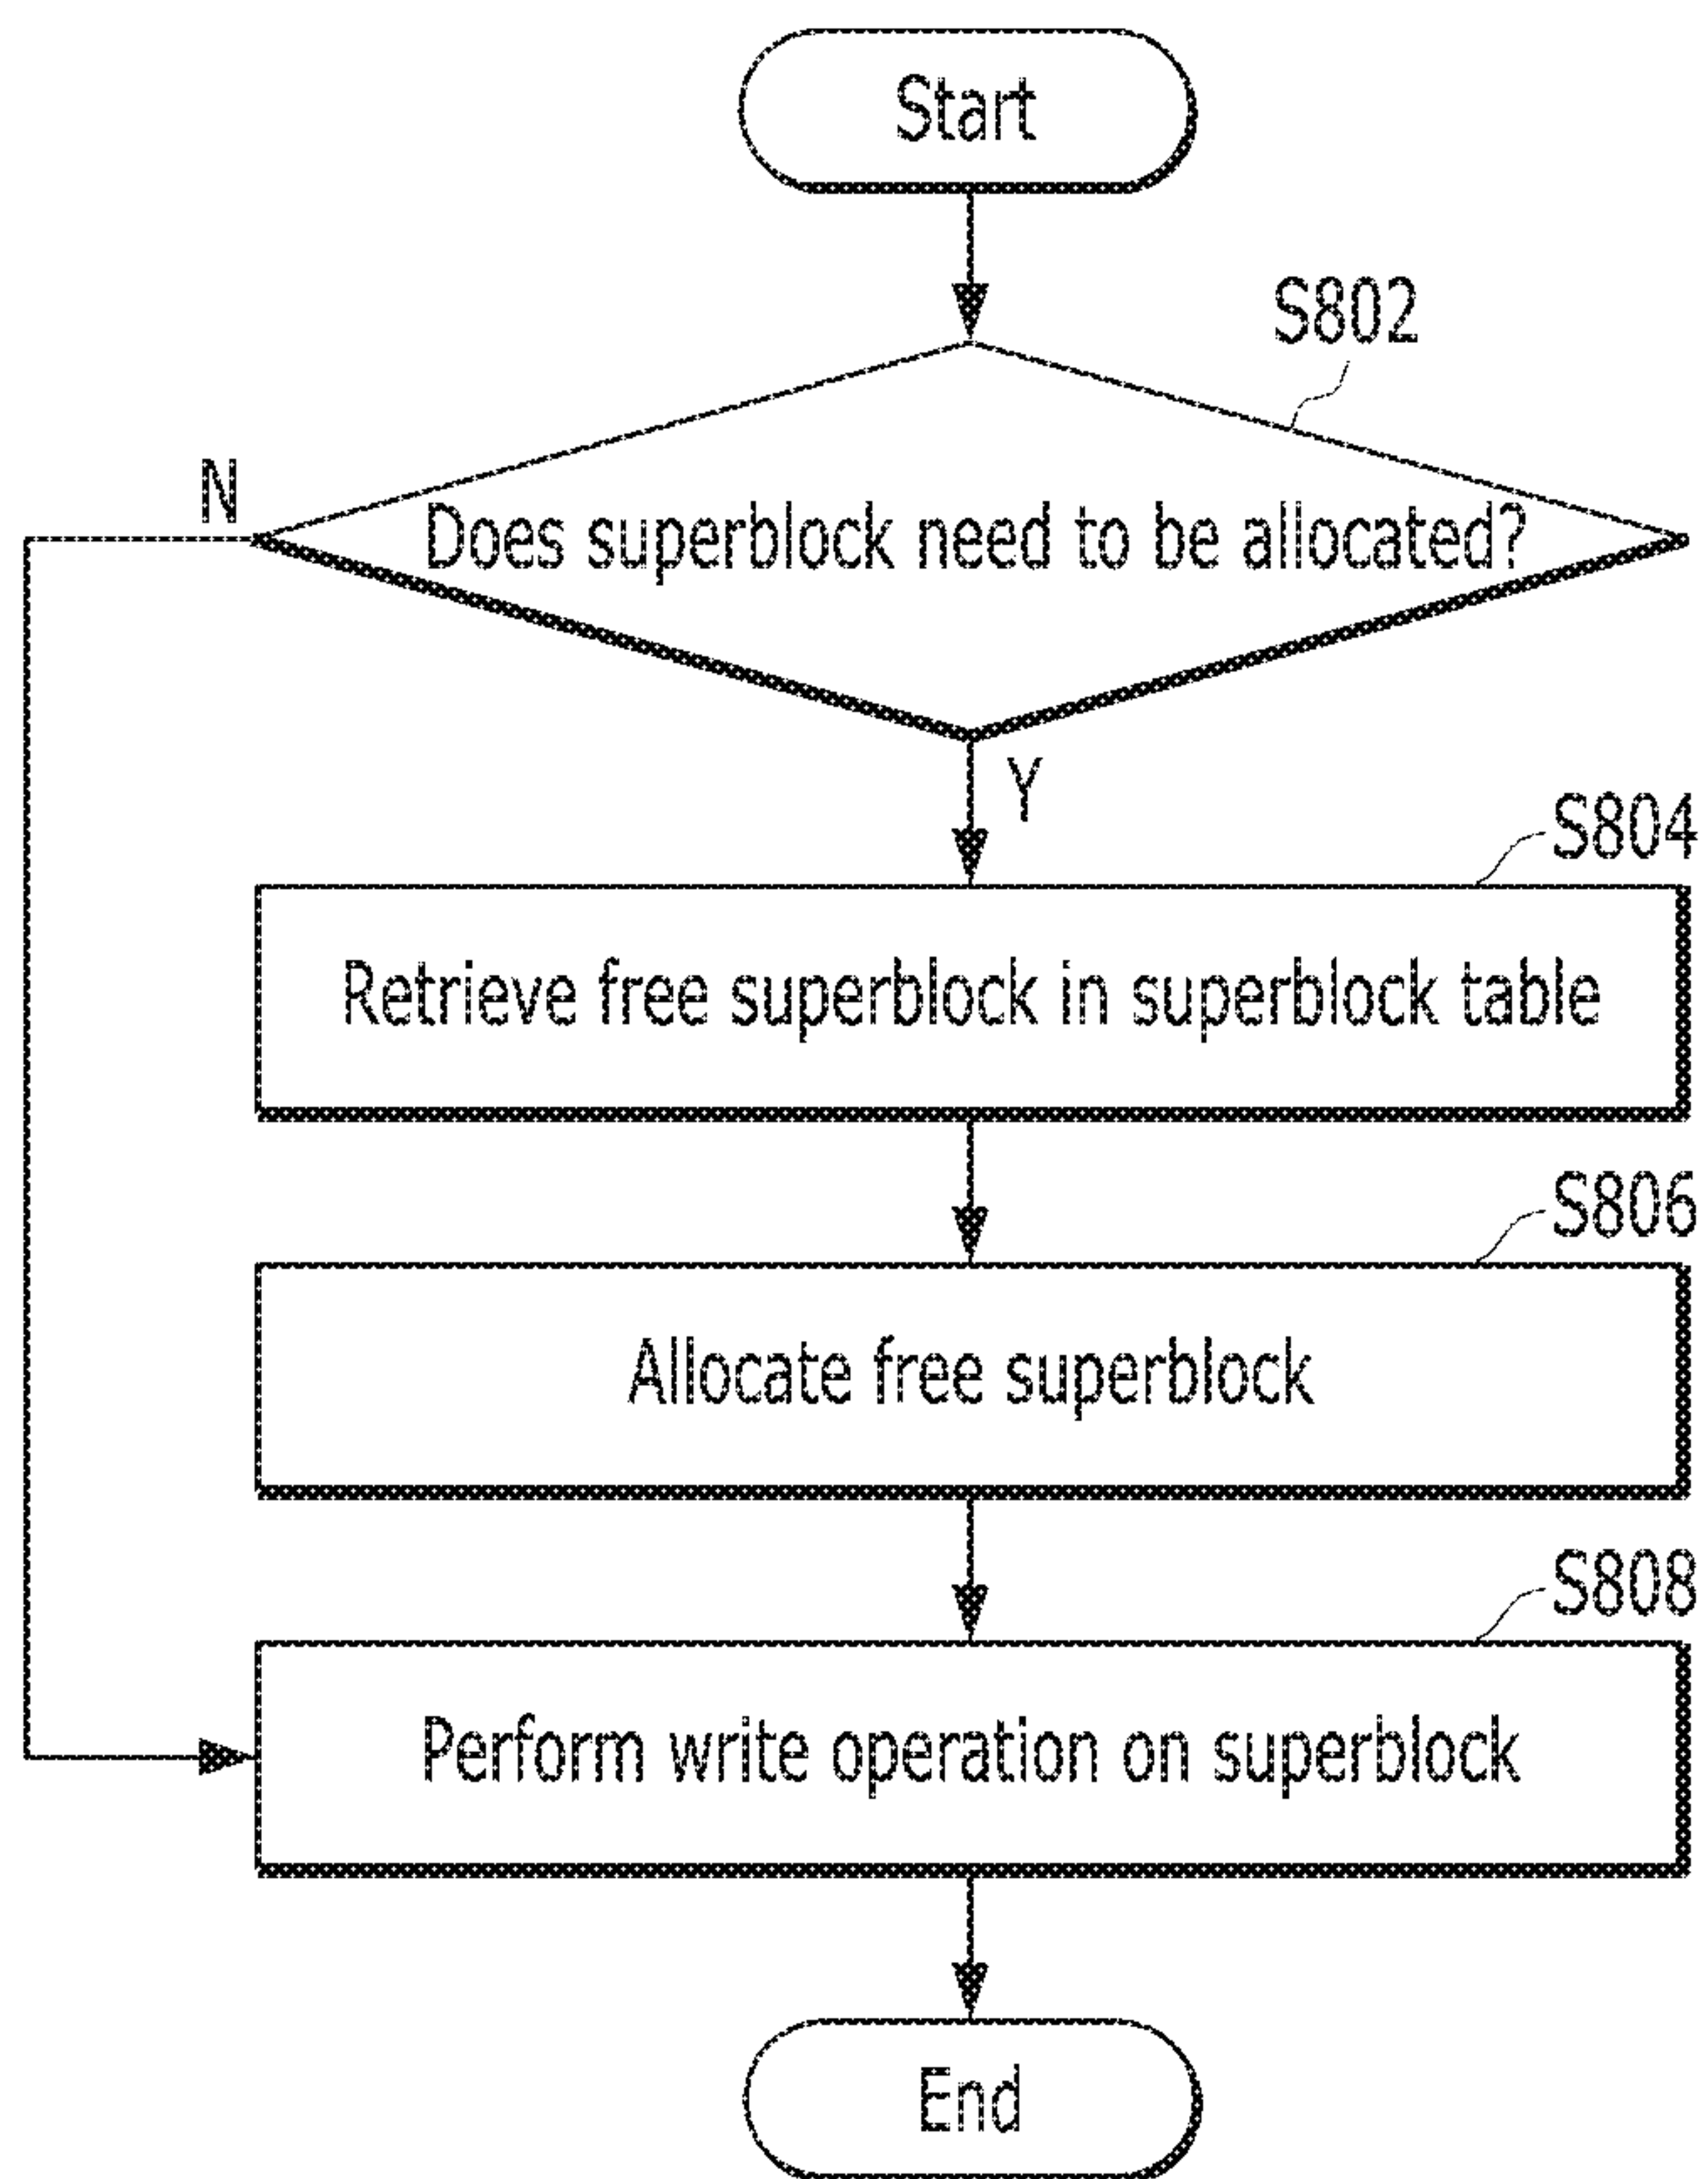 Start
S802
N
Does superblock need to be allocated?
Y
S804
Retrieve free superblock in superblock table
S806
Allocate free superblock
S808
Perform write operation on superblock
End